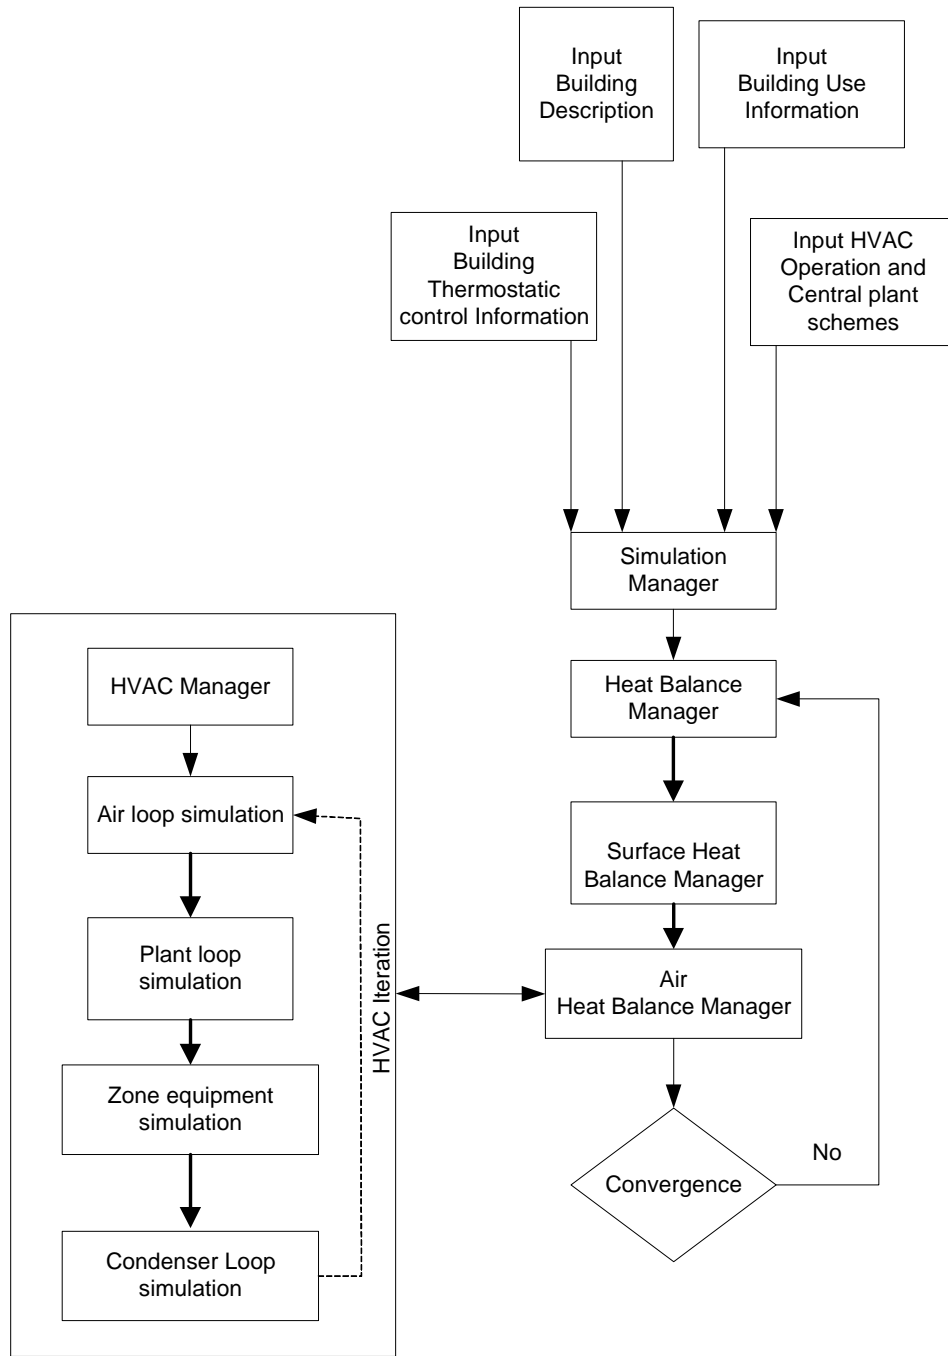 Input
Building
Description
Input
Building Use
Information
Input
Building
Thermostatic
control Information
Input HVAC
Operation and
Central plant
schemes
Simulation
Manager
Heat Balance
Manager
Surface Heat
Balance Manager
Air
Heat Balance Manager
Convergence
No
HVAC Manager
Air loop simulation
Plant loop
simulation
Zone equipment
simulation
Condenser Loop
simulation
HVAC Iteration